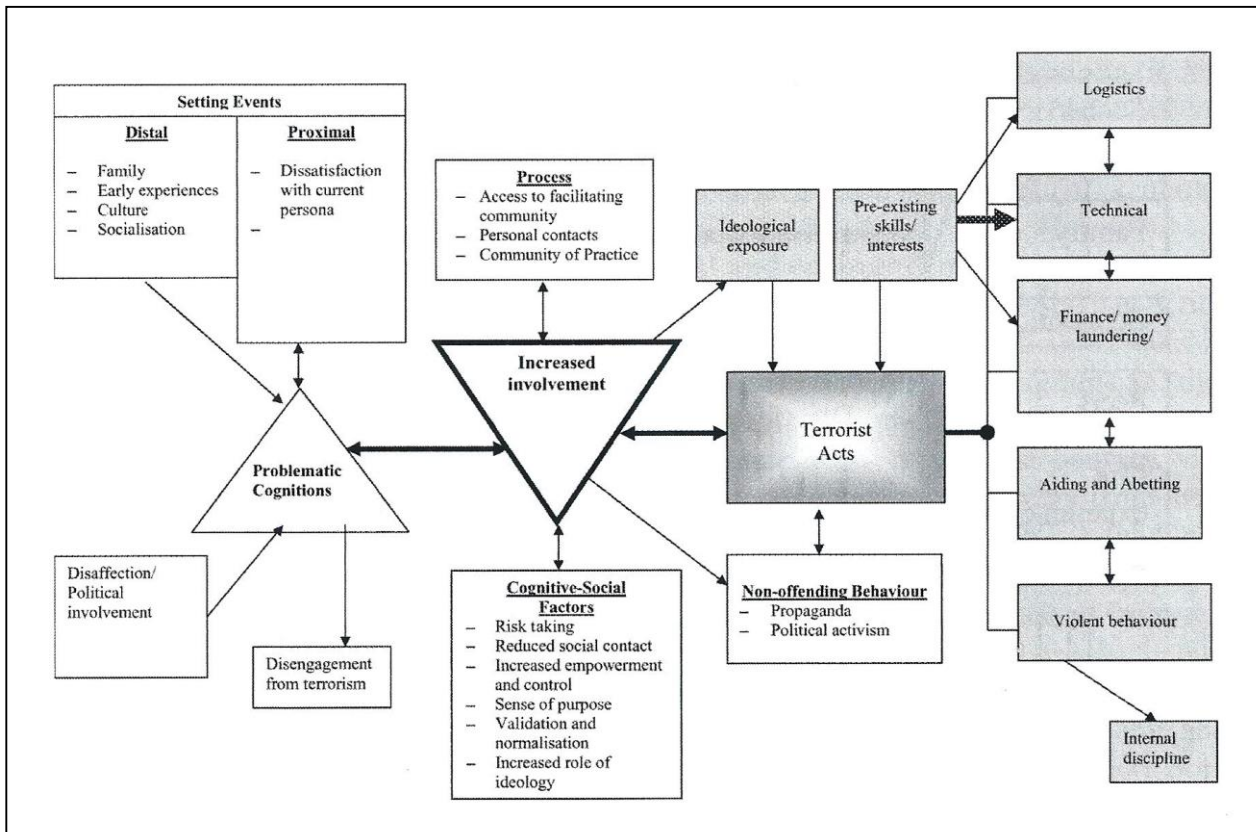 Setting Events
Distal
– Family
– Early experiences
– Culture
– Socialisation
Proximal
– Dissatisfaction
with current
persona
–
Process
– Access to facilitating
community
– Personal contacts
– Community of Practice
Ideological
exposure
Pre-existing
skills/
interests
Logistics
Technical
Finance/ money
laundering/
Aiding and Abetting
Violent behaviour
Internal
discipline
Increased
involvement
Terrorist
Acts
Problematic
Cognitions
Disaffection/
Political
involvement
Disengagement
from terrorism
Cognitive-Social
Factors
– Risk taking
– Reduced social contact
– Increased empowerment
and control
– Sense of purpose
– Validation and
normalisation
– Increased role of
ideology
Non-offending Behaviour
– Propaganda
– Political activism